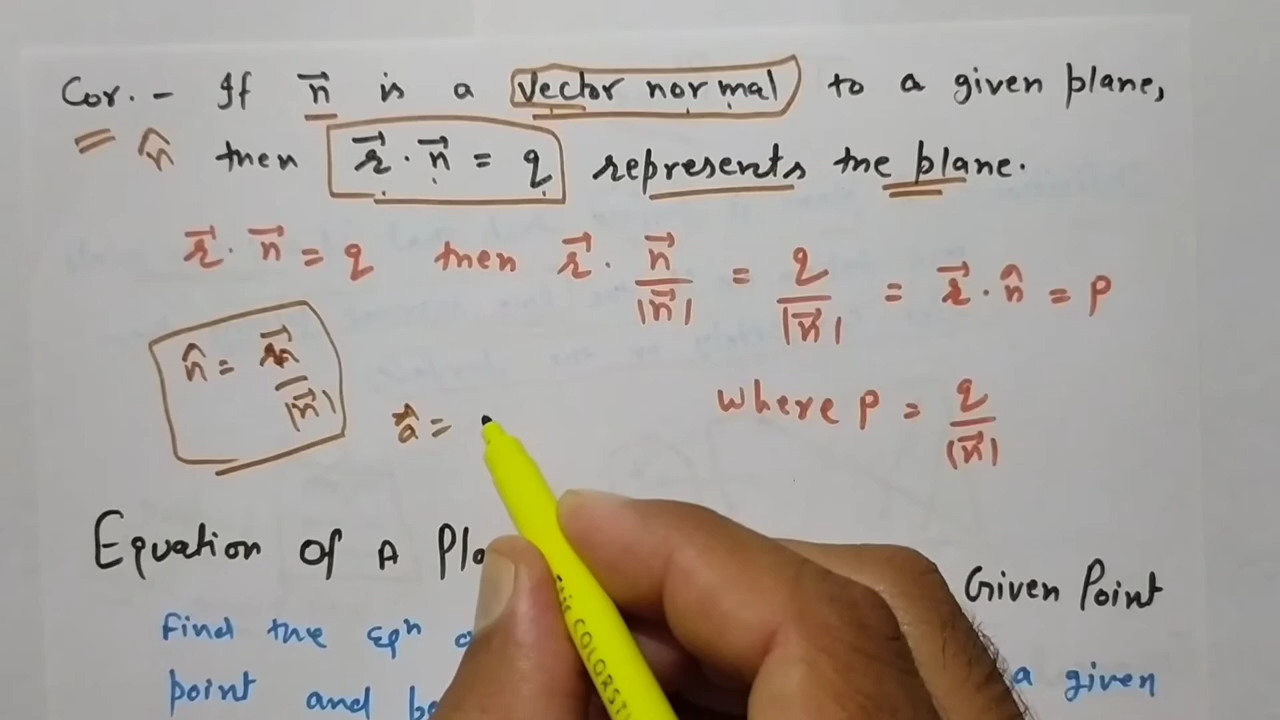 Cor. - If n⃗ is a vector normal to a given plane,
n̂ then r⃗ . n⃗ = q represents the plane.
r⃗ . n⃗ = q then r⃗ . n⃗/|n⃗| = q/|n⃗| = r⃗ . n̂ = p
n̂ = n⃗/|n⃗|
â =
where p = q/|n⃗|
Equation of A Given Point
Find the Eqn
point and a given
COLORST